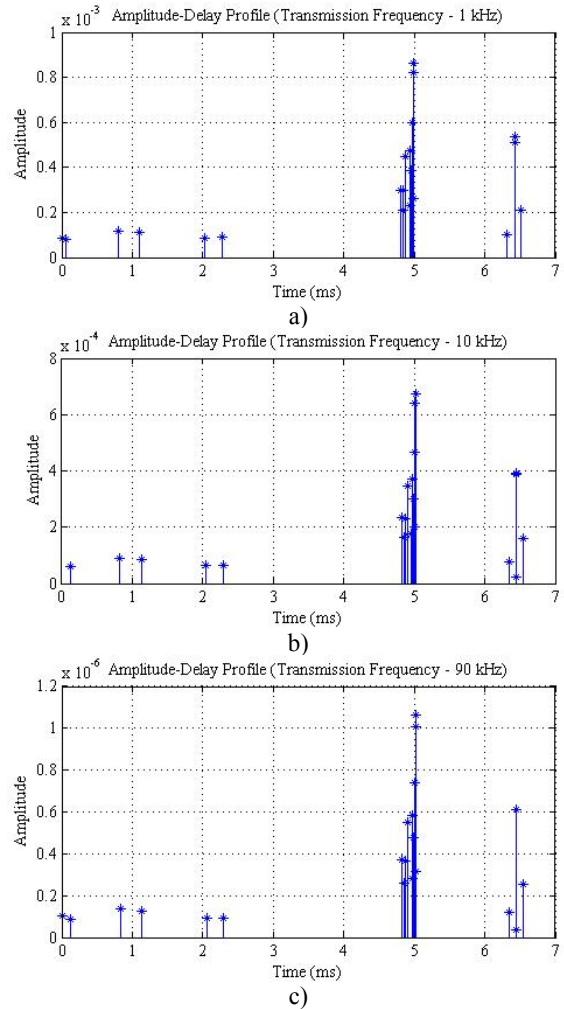 x 10^-3 Amplitude-Delay Profile (Transmission Frequency - 1 kHz)
1
0.8
0.6
0.4
0.2
0
Amplitude
0 1 2 3 4 5 6 7
Time (ms)
a)
x 10^-4 Amplitude-Delay Profile (Transmission Frequency - 10 kHz)
8
6
4
2
0
Amplitude
0 1 2 3 4 5 6 7
Time (ms)
b)
x 10^-6 Amplitude-Delay Profile (Transmission Frequency - 90 kHz)
1.2
1
0.8
0.6
0.4
0.2
0
Amplitude
0 1 2 3 4 5 6 7
Time (ms)
c)